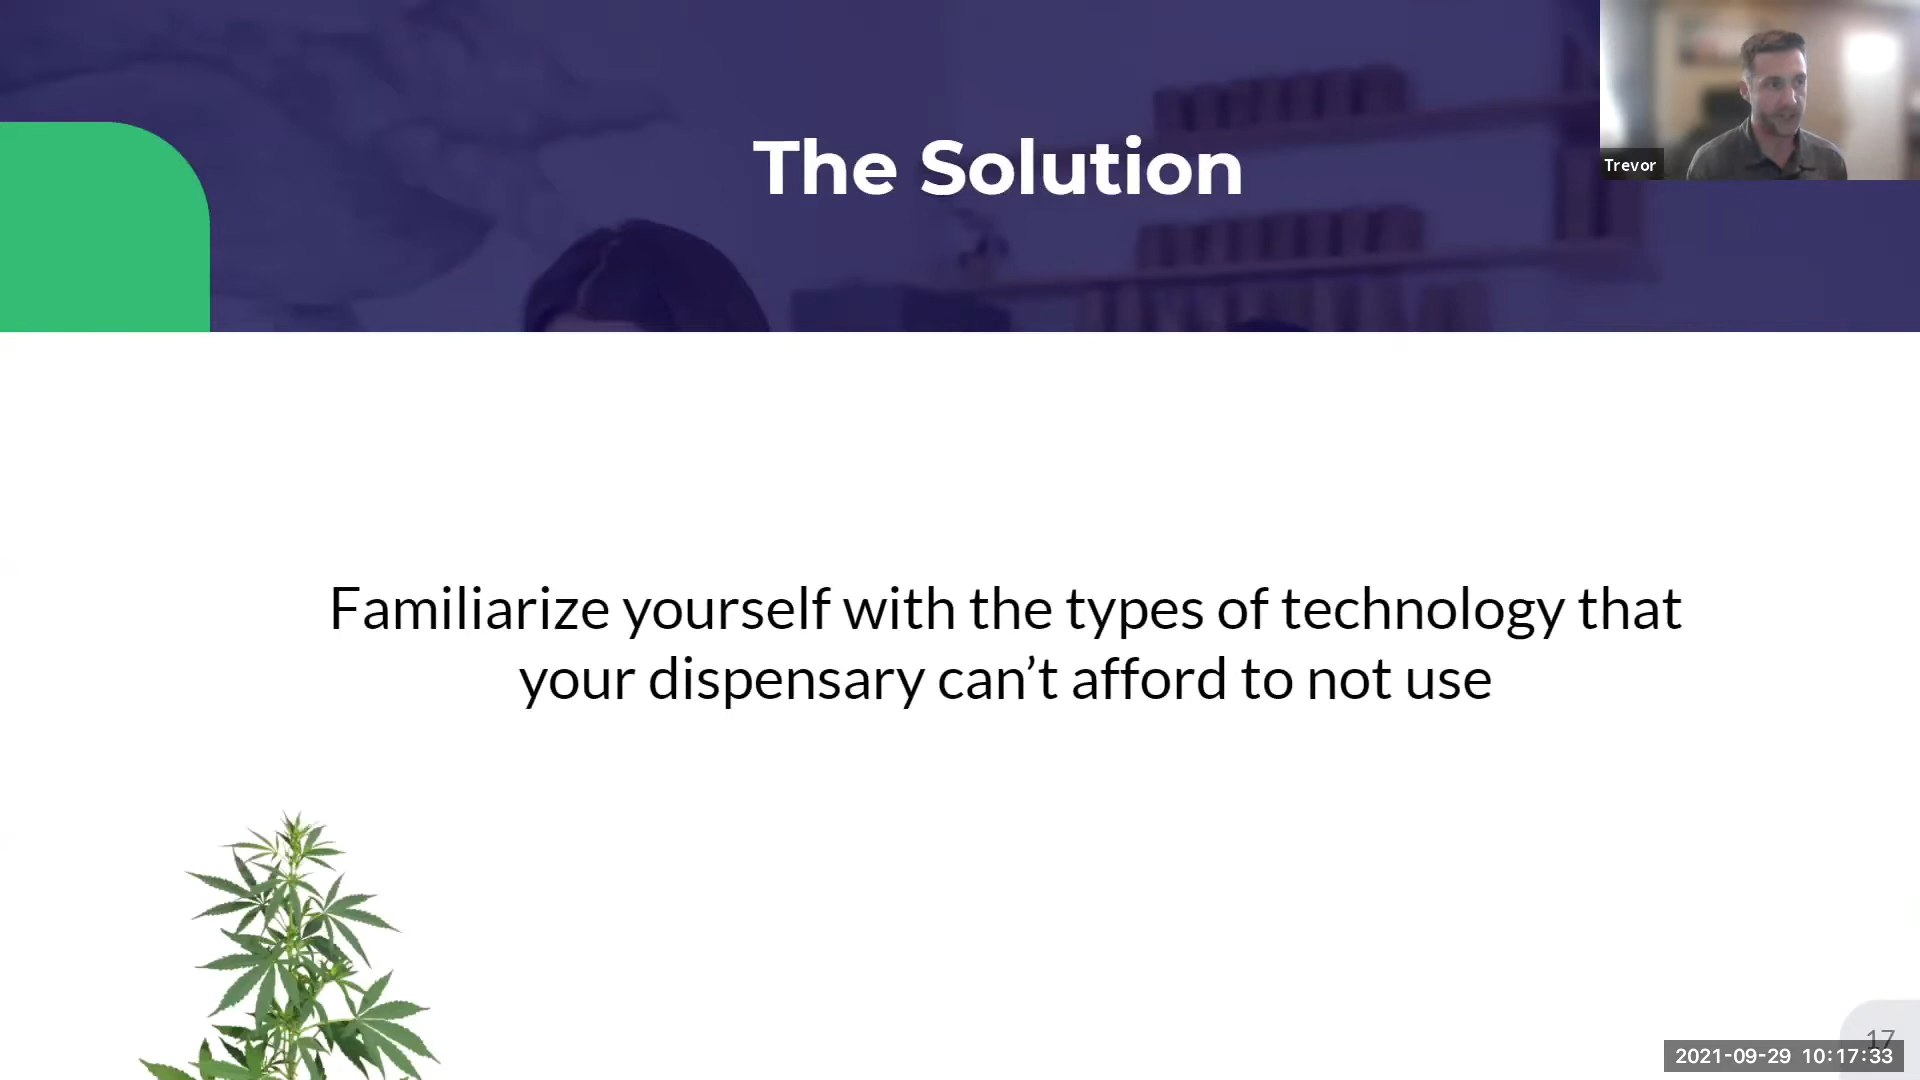 The Solution
Trevor
Familiarize yourself with the types of technology that
your dispensary can’t afford to not use
17
2021-09-29 10:17:33